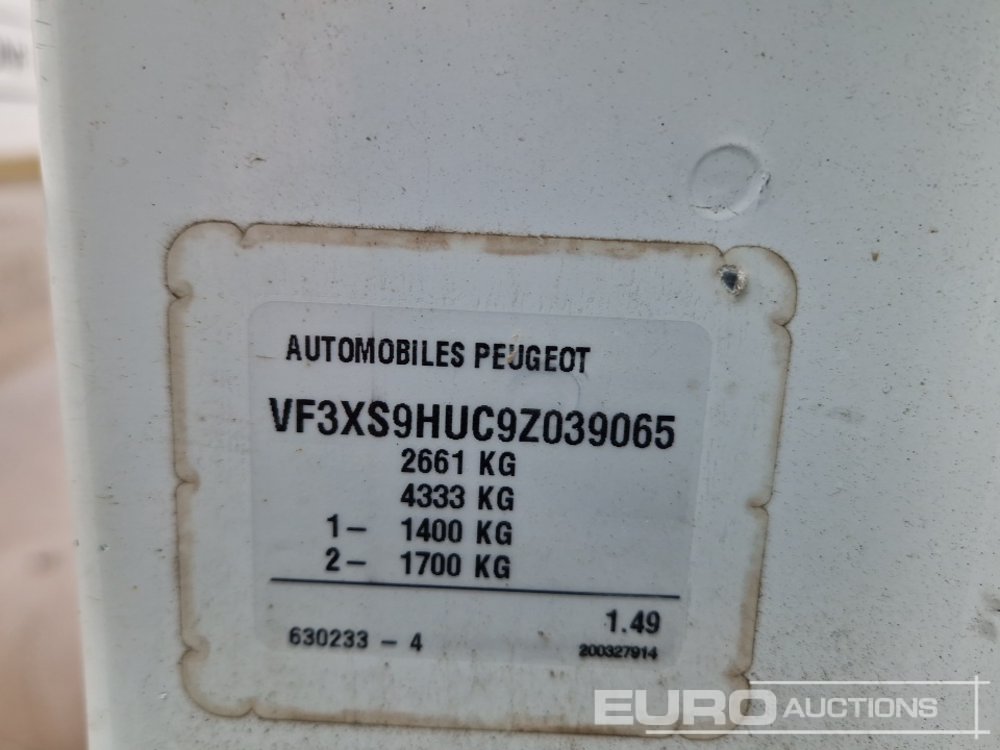 AUTOMOBILES PEUGEOT
VF3XS9HUC9Z039065
2661 KG
4333 KG
1- 1400 KG
2- 1700 KG
1.49
630233 - 4
200327914
EURO AUCTIONS